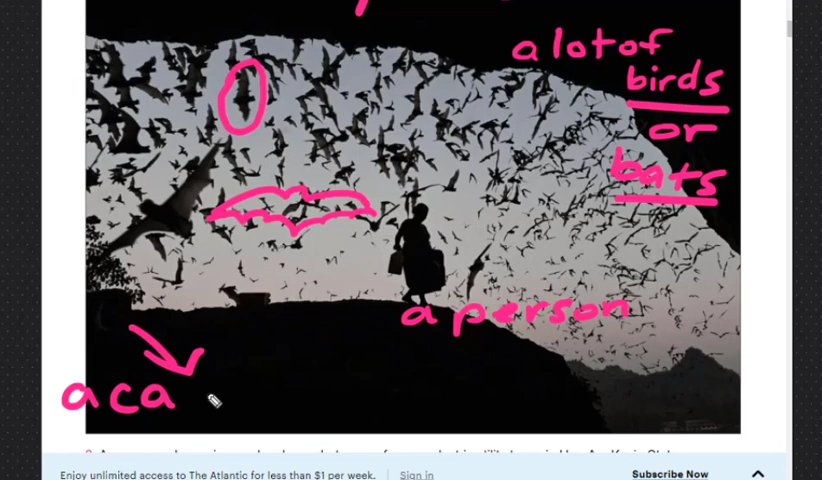 a lot of
birds
or
bats
a person
aca
Enjoy unlimited access to The Atlantic for less than $1 per week. Sign in Subscribe Now